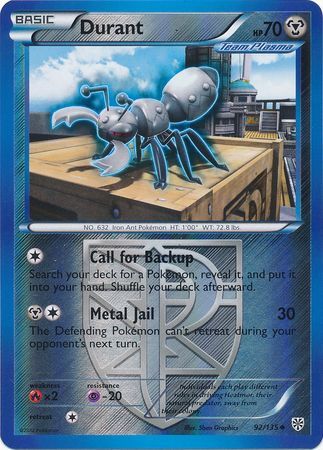 BASIC
Durant
HP 70
Team Plasma
NO. 632 Iron Ant Pokémon HT: 1'00" WT: 72.8 lbs.
Call for Backup
Search your deck for a Pokémon, reveal it, and put it
into your hand. Shuffle your deck afterward.
Metal Jail 30
The Defending Pokémon can't retreat during your
opponent's next turn.
weakness resistance
×2 -20
retreat
Individuals each play different
roles in driving Heatmor, their
natural predator, away from
their colony.
Illus. 5ban Graphics 92/135
©2012 Pokémon